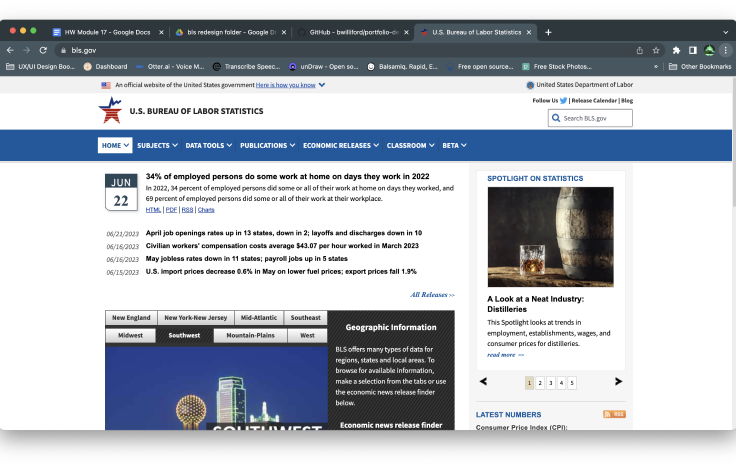 HW Module 17 - Google Docs
bls redesign folder - Google Dr
GitHub - bwilliford/portfolio-de
U.S. Bureau of Labor Statistics
bls.gov
UX/UI Design Boo...
Dashboard
Otter.ai - Voice M...
Transcribe Speec...
unDraw - Open so...
Balsamiq. Rapid, E...
Free open source...
Free Stock Photos...
Other Bookmarks
An official website of the United States government Here is how you know
United States Department of Labor
Follow Us | Release Calendar | Blog
U.S. BUREAU OF LABOR STATISTICS
Search BLS.gov
HOME SUBJECTS DATA TOOLS PUBLICATIONS ECONOMIC RELEASES CLASSROOM BETA
JUN
22
34% of employed persons do some work at home on days they work in 2022
In 2022, 34 percent of employed persons did some or all of their work at home on days they worked, and
69 percent of employed persons did some or all of their work at their workplace.
HTML | PDF | RSS | Charts
06/21/2023 April job openings rates up in 13 states, down in 2; layoffs and discharges down in 10
06/16/2023 Civilian workers' compensation costs average $43.07 per hour worked in March 2023
06/16/2023 May jobless rates down in 11 states; payroll jobs up in 5 states
06/15/2023 U.S. import prices decrease 0.6% in May on lower fuel prices; export prices fall 1.9%
All Releases >>
SPOTLIGHT ON STATISTICS
A Look at a Neat Industry:
Distilleries
This Spotlight looks at trends in
employment, establishments, wages, and
consumer prices for distilleries.
read more >>
1 2 3 4 5
New England New York-New Jersey Mid-Atlantic Southeast
Midwest Southwest Mountain-Plains West
SOUTHWEST
Geographic Information
BLS offers many types of data for
regions, states and local areas. To
browse for available information,
make a selection from the tabs or use
the economic news release finder
below.
Economic news release finder
LATEST NUMBERS
RSS
Consumer Price Index (CPI):